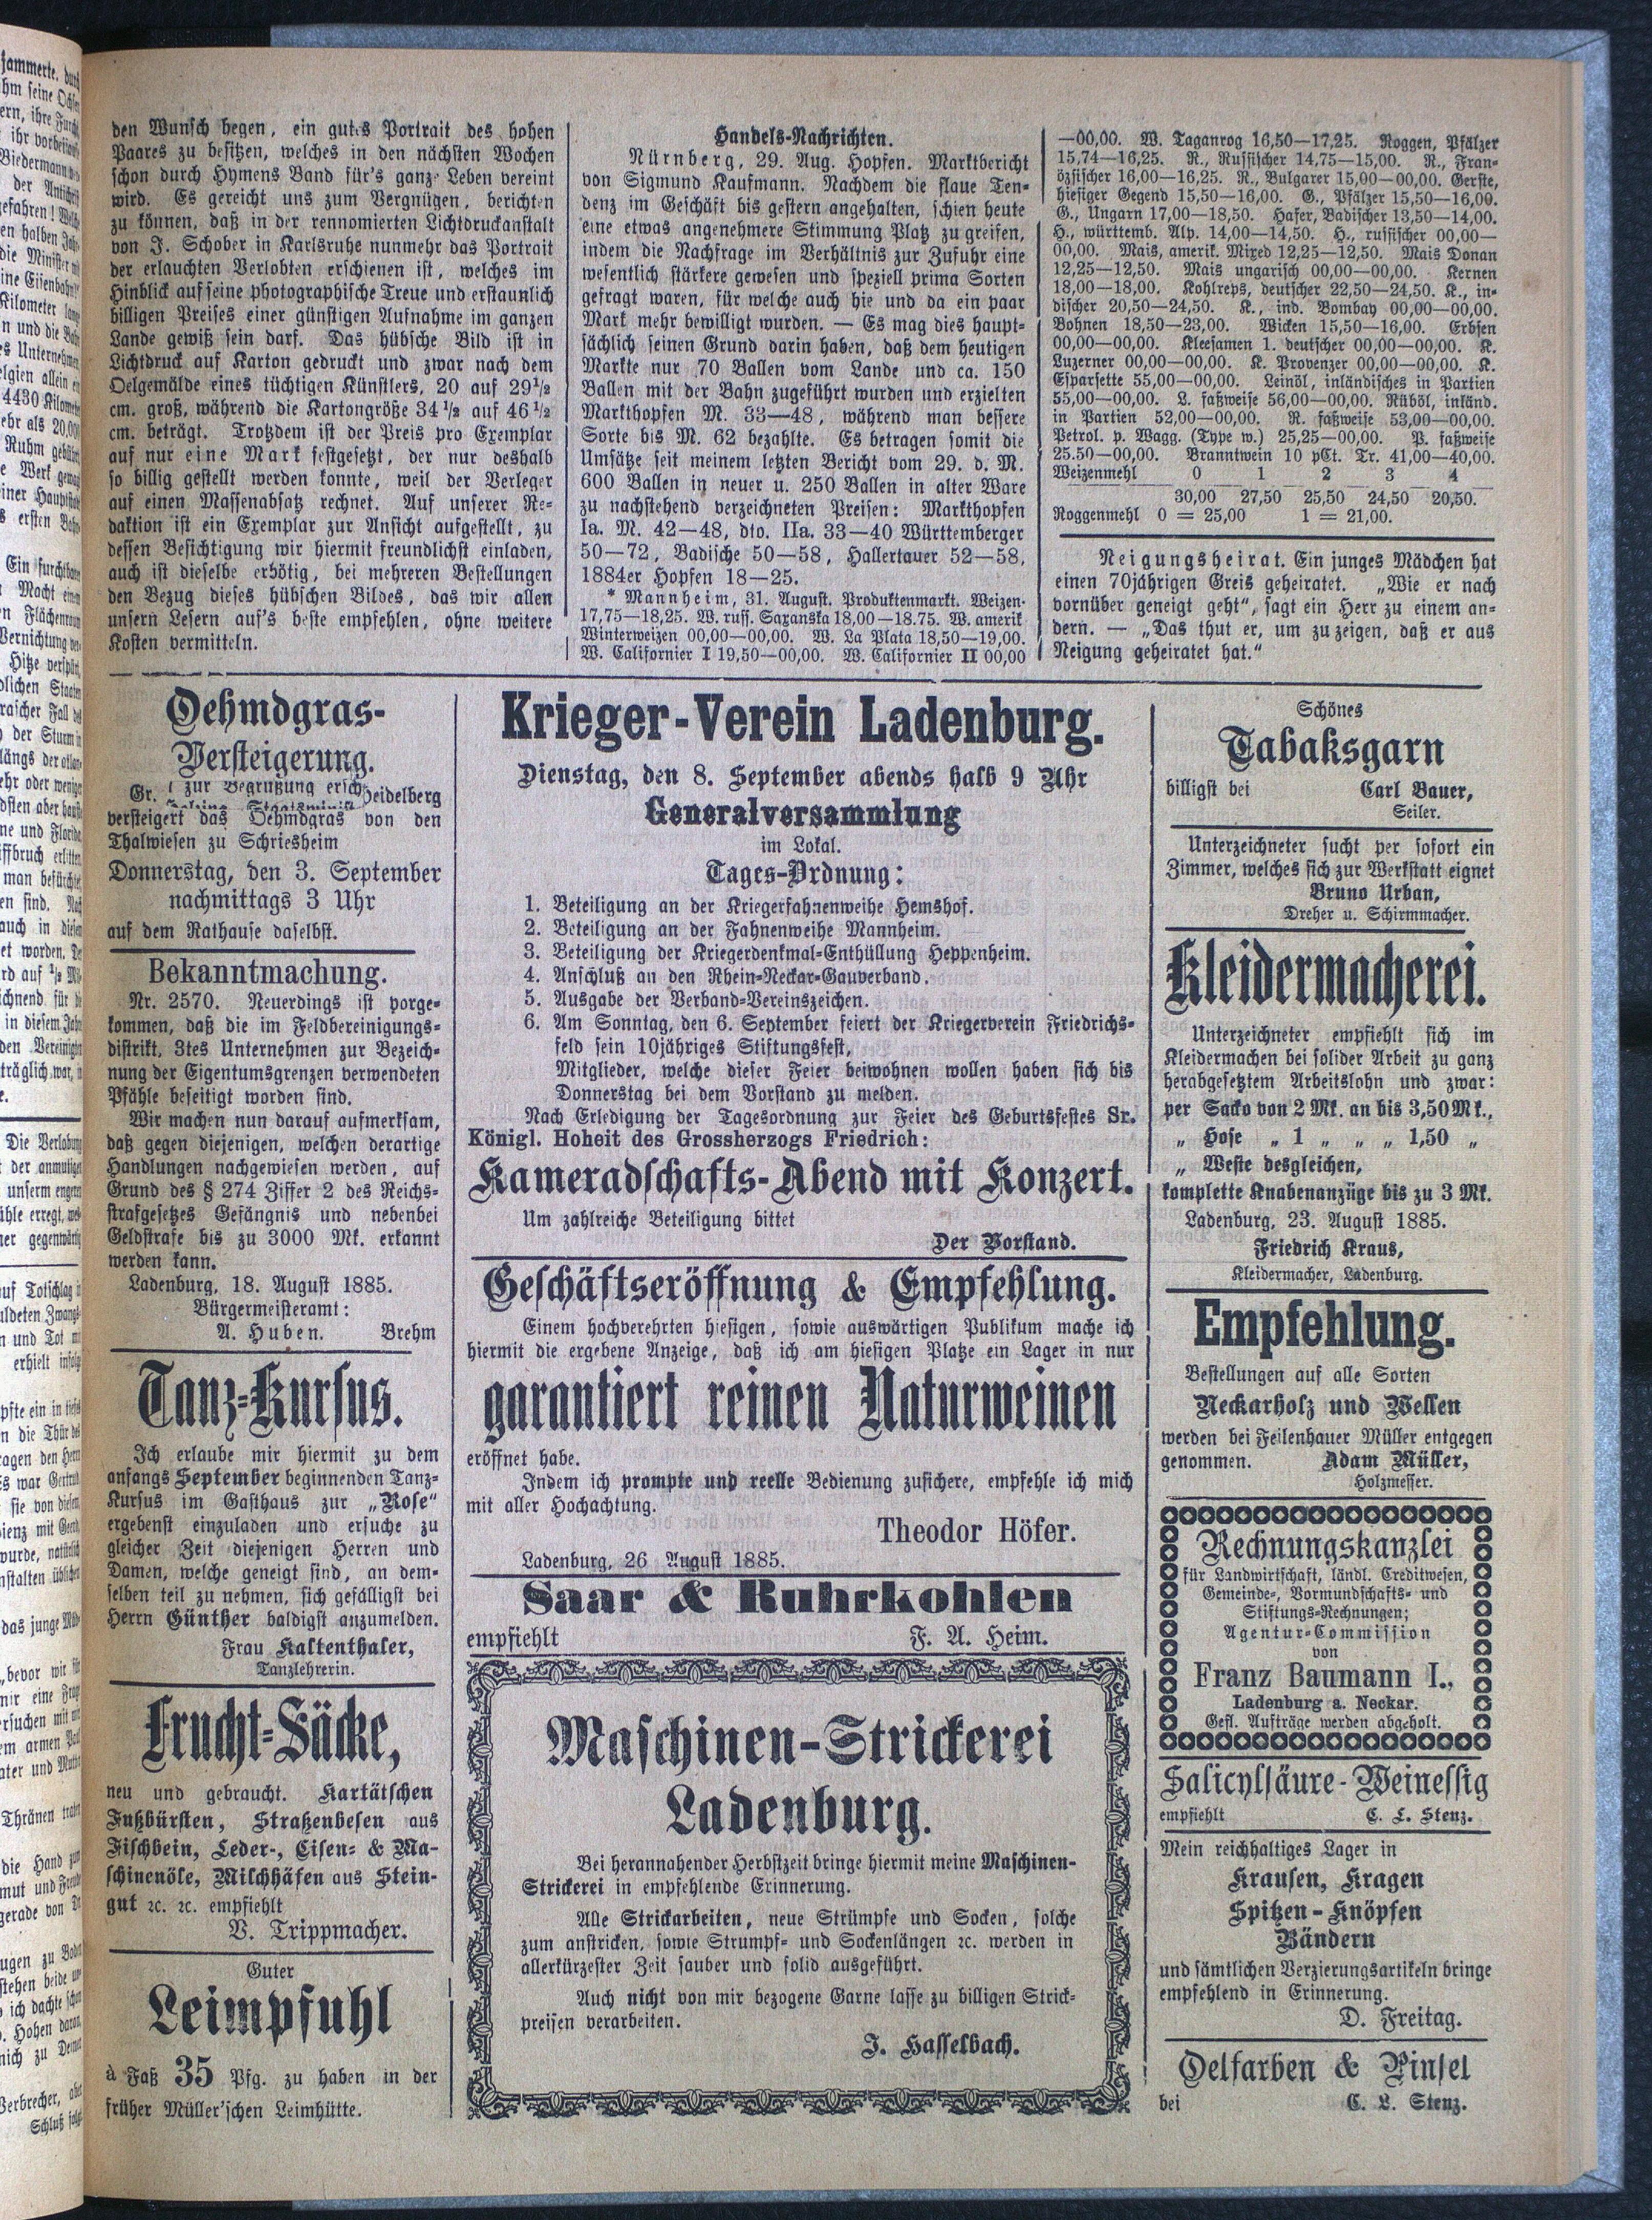 den Wunsch hegen, ein gutes Portrait des hohen
Paares zu besitzen, welches in den nächsten Wochen
schon durch Hymens Band für's ganze Leben vereint
wird. Es gereicht uns zum Vergnügen, berichten
zu können, daß in der rennomierten Lichtdruckanstalt
von J. Schober in Karlsruhe nunmehr das Portrait
der erlauchten Verlobten erschienen ist, welches im
Hinblick auf seine photographische Treue und erstaunlich
billigen Preises einer günstigen Aufnahme im ganzen
Lande gewiß sein darf. Das hübsche Bild ist in
Lichtdruck auf Karton gedruckt und zwar nach dem
Oelgemälde eines tüchtigen Künstlers, 20 auf 29½
cm. groß, während die Kartongröße 34½ auf 46½
cm. beträgt. Trotzdem ist der Preis pro Exemplar
auf nur eine Mark festgesetzt, der nur deshalb
so billig gestellt werden konnte, weil der Verleger
auf einen Massenabsatz rechnet. Auf unserer Re-
daktion ist ein Exemplar zur Ansicht aufgestellt, zu
dessen Besichtigung wir hiermit freundlichst einladen,
auch ist dieselbe erbötig, bei mehreren Bestellungen
den Bezug dieses hübschen Bildes, das wir allen
unsern Lesern auf's beste empfehlen, ohne weitere
Kosten vermitteln.
Handels-Nachrichten.
Nürnberg, 29. Aug. Hopfen. Marktbericht
von Sigmund Kaufmann. Nachdem die flaue Ten-
denz im Geschäft bis gestern angehalten, schien heute
eine etwas angenehmere Stimmung Platz zu greifen,
indem die Nachfrage im Verhältnis zur Zufuhr eine
wesentlich stärkere gewesen und speziell prima Sorten
gefragt waren, für welche auch hie und da ein paar
Mark mehr bewilligt wurden. — Es mag dies haupt-
sächlich seinen Grund darin haben, daß dem heutigen
Markte nur 70 Ballen vom Lande und ca. 150
Ballen mit der Bahn zugeführt wurden und erzielten
Markthopfen M. 33—48, während man bessere
Sorte bis M. 62 bezahlte. Es betragen somit die
Umsätze seit meinem letzten Bericht vom 29. d. M.
600 Ballen in neuer u. 250 Ballen in alter Ware
zu nachstehend verzeichneten Preisen: Markthopfen
Ia. M. 42—48, dto. IIa. 33—40 Württemberger
50—72, Badische 50—58, Hallertauer 52—58,
1884er Hopfen 18—25.
* Mannheim, 31. August. Produktenmarkt. Weizen.
17,75—18,25. W. russ. Saxanska 18,00—18.75. W. amerik
Winterweizen 00,00—00,00. W. La Plata 18,50—19,00.
W. Californier I 19,50—00,00. W. Californier II 00,00
—00,00. W. Taganrog 16,50—17,25. Roggen, Pfälzer
15,74—16,25. R., Russischer 14,75—15,00. R., Fran-
özsischer 16,00—16,25. R., Bulgarer 15,00—00,00. Gerste,
hiesiger Gegend 15,50—16,00. G., Pfälzer 15,50—16,00.
G., Ungarn 17,00—18,50. Hafer, Badischer 13,50—14,00.
H., württemb. Alp. 14,00—14,50. H., russischer 00,00—
00,00. Mais, amerik. Mixed 12,25—12,50. Mais Donan
12,25—12,50. Mais ungarisch 00,00—00,00. Kernen
18,00—18,00. Kohlreps, deutscher 22,50—24,50. K., in-
discher 20,50—24,50. K., ind. Bombay 00,00—00,00.
Bohnen 18,50—23,00. Wicken 15,50—16,00. Erbsen
00,00—00,00. Kleesamen 1. deutscher 00,00—00,00. K.
Luzerner 00,00—00,00. K. Provenzer 00,00—00,00. K.
Esparsette 55,00—00,00. Leinöl, inländisches in Partien
55,00—00,00. L. faßweise 56,00—00,00. Rüböl, inländ.
in Partien 52,00—00,00. R. faßweise 53,00—00,00.
Petrol. p. Wagg. (Type w.) 25,25—00,00. P. faßweise
25.50—00,00. Branntwein 10 pCt. Tr. 41,00—40,00.
Weizenmehl 0 1 2 3 4
30,00 27,50 25,50 24,50 20,50.
Roggenmehl 0 = 25,00 1 = 21,00.
Neigungsheirat. Ein junges Mädchen hat
einen 70jährigen Greis geheiratet. „Wie er nach
vornüber geneigt geht“, sagt ein Herr zu einem an-
dern. — „Das thut er, um zu zeigen, daß er aus
Neigung geheiratet hat.“
Oehmdgras-
Versteigerung.
Gr. zur Begrüßung ersch Heidelberg
versteigert das Oehmdgras von den
Thalwiesen zu Schriesheim
Donnerstag, den 3. September
nachmittags 3 Uhr
auf dem Rathause daselbst.
Bekanntmachung.
Nr. 2570. Neuerdings ist vorge-
kommen, daß die im Feldbereinigungs-
distrikt, 3tes Unternehmen zur Bezeich-
nung der Eigentumsgrenzen verwendeten
Pfähle beseitigt worden sind.
Wir machen nun darauf aufmerksam,
daß gegen diejenigen, welchen derartige
Handlungen nachgewiesen werden, auf
Grund des § 274 Ziffer 2 des Reichs-
strafgesetzes Gefängnis und nebenbei
Geldstrafe bis zu 3000 Mk. erkannt
werden kann.
Ladenburg, 18. August 1885.
Bürgermeisteramt:
A. Huben. Brehm
Tanz-Kursus.
Ich erlaube mir hiermit zu dem
anfangs September beginnenden Tanz-
Kursus im Gasthaus zur „Rose“
ergebenst einzuladen und ersuche zu
gleicher Zeit diejenigen Herren und
Damen, welche geneigt sind, an dem-
selben teil zu nehmen, sich gefälligst bei
Herrn Günther baldigst anzumelden.
Frau Kaltenthaler,
Tanzlehrerin.
Frucht-Säcke,
neu und gebraucht. Kartätschen
Fußbürsten, Straßenbesen aus
Fischbein, Leder-, Eisen- & Ma-
schinenöle, Milchhäfen aus Stein-
gut ꝛc. ꝛc. empfiehlt
V. Trippmacher.
Guter
Leimpfuhl
à Faß 35 Pfg. zu haben in der
früher Müller'schen Leimhütte.
Krieger-Verein Ladenburg.
Dienstag, den 8. September abends halb 9 Uhr
Generalversammlung
im Lokal.
Tages-Ordnung:
1. Beteiligung an der Kriegerfahnenweihe Hemshof.
2. Beteiligung an der Fahnenweihe Mannheim.
3. Beteiligung der Kriegerdenkmal-Enthüllung Heppenheim.
4. Anschluß an den Rhein-Neckar-Gauverband.
5. Ausgabe der Verband-Vereinszeichen.
6. Am Sonntag, den 6. September feiert der Kriegerverein Friedrichs-
feld sein 10jähriges Stiftungsfest,
Mitglieder, welche dieser Feier beiwohnen wollen haben sich bis
Donnerstag bei dem Vorstand zu melden.
Nach Erledigung der Tagesordnung zur Feier des Geburtsfestes Sr.
Königl. Hoheit des Grossherzogs Friedrich:
Kameradschafts-Abend mit Konzert.
Um zahlreiche Beteiligung bittet
Der Vorstand.
Geschäftseröffnung & Empfehlung.
Einem hochverehrten hiesigen, sowie auswärtigen Publikum mache ich
hiermit die ergebene Anzeige, daß ich am hiesigen Platze ein Lager in nur
garantiert reinen Naturweinen
eröffnet habe.
Indem ich prompte und reelle Bedienung zusichere, empfehle ich mich
mit aller Hochachtung.
Theodor Höfer.
Ladenburg, 26 August 1885.
Saar & Ruhrkohlen
empfiehlt F. A. Heim.
Maschinen-Strickerei
Ladenburg.
Bei herannahender Herbstzeit bringe hiermit meine Maschinen-
Strickerei in empfehlende Erinnerung.
Alle Strickarbeiten, neue Strümpfe und Socken, solche
zum anstricken, sowie Strumpf- und Sockenlängen ꝛc. werden in
allerkürzester Zeit sauber und solid ausgeführt.
Auch nicht von mir bezogene Garne lasse zu billigen Strick-
preisen verarbeiten.
J. Hasselbach.
Schönes
Tabaksgarn
billigst bei Carl Bauer,
Seiler.
Unterzeichneter sucht per sofort ein
Zimmer, welches sich zur Werkstatt eignet
Bruno Urban,
Dreher u. Schirmmacher.
Kleidermacherei.
Unterzeichneter empfiehlt sich im
Kleidermachen bei solider Arbeit zu ganz
herabgesetztem Arbeitslohn und zwar:
per Sacko von 2 Mk. an bis 3,50 Mk.,
„ Hose „ 1 „ „ „ 1,50 „
„ Weste desgleichen,
komplette Knabenanzüge bis zu 3 Mk.
Ladenburg, 23. August 1885.
Friedrich Kraus,
Kleidermacher, Ladenburg.
Empfehlung.
Bestellungen auf alle Sorten
Neckarholz und Wellen
werden bei Feilenhauer Müller entgegen
genommen. Adam Müller,
Holzmesser.
Rechnungskanzlei
für Landwirtschaft, ländl. Creditwesen,
Gemeinde-, Vormundschafts- und
Stiftungs-Rechnungen;
Agentur-Commission
von
Franz Baumann I.,
Ladenburg a. Neckar.
Gefl. Aufträge werden abgeholt.
Salicylsäure-Weinessig
empfiehlt C. L. Stenz.
Mein reichhaltiges Lager in
Krausen, Kragen
Spitzen-Knöpfen
Bändern
und sämtlichen Verzierungsartikeln bringe
empfehlend in Erinnerung.
D. Freitag.
Oelfarben & Pinsel
bei C. L. Stenz.